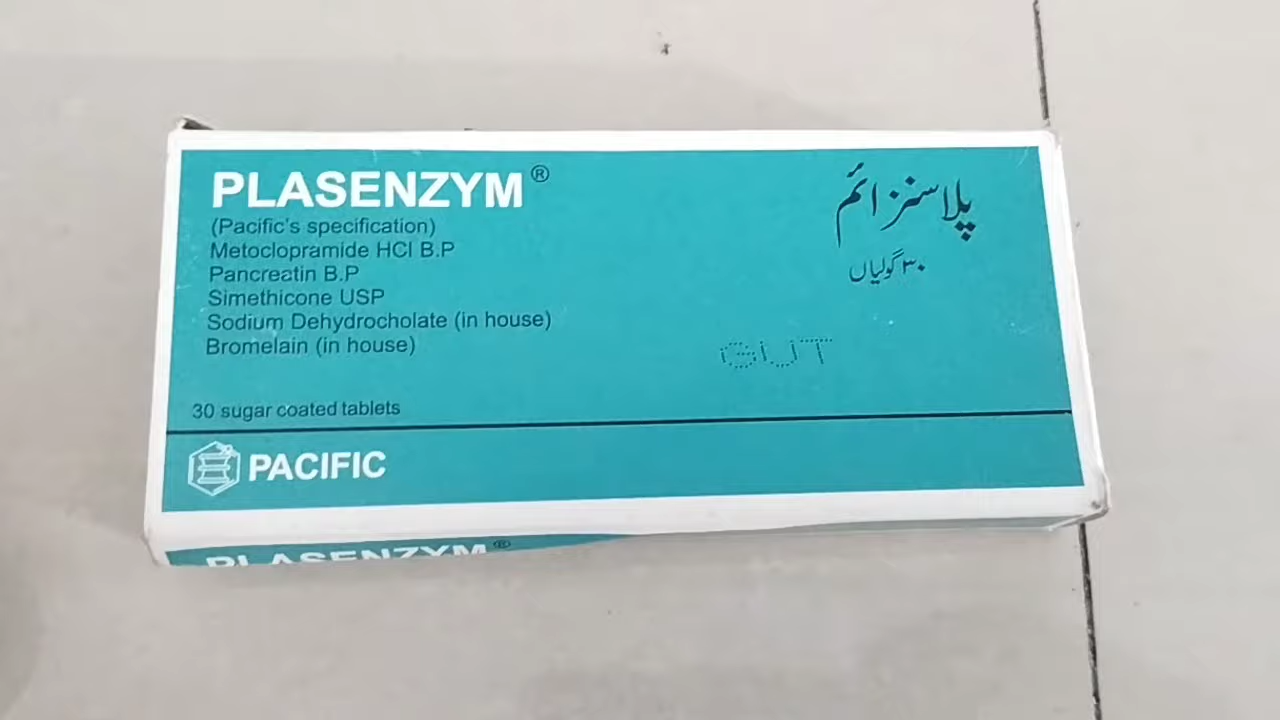 PLASENZYM®
(Pacific's specification)
Metoclopramide HCl B.P
Pancreatin B.P
Simethicone USP
Sodium Dehydrocholate (in house)
Bromelain (in house)
30 sugar coated tablets
پلاسنزائم
۳۰ گولیاں
GUT
PACIFIC
PLASENZYM®